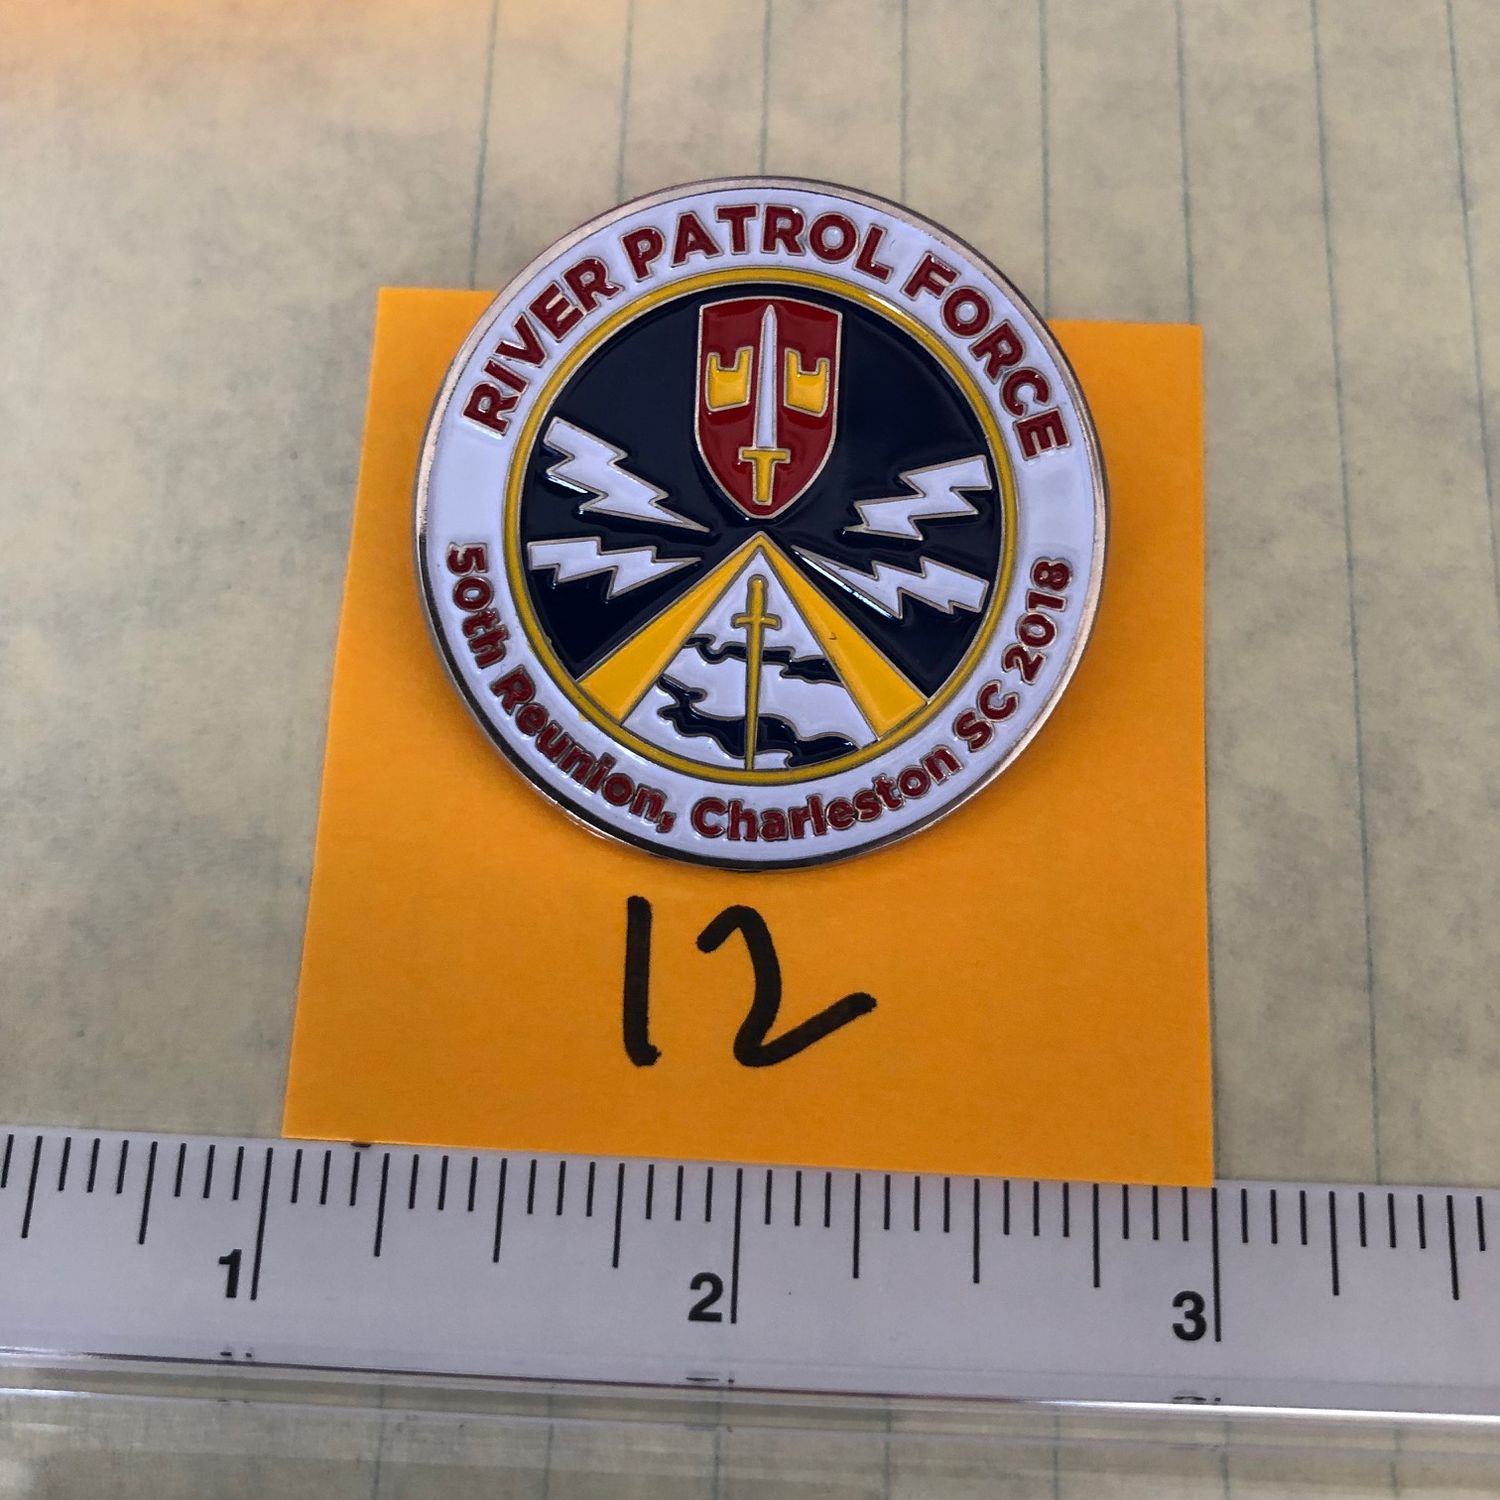 RIVER PATROL FORCE
50th Reunion, Charleston SC 2018
12
1 2 3